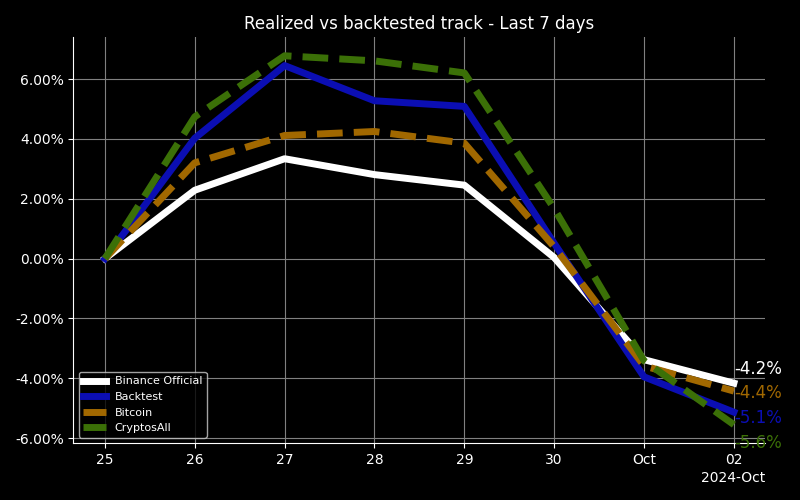 Realized vs backtested track - Last 7 days
6.00%
4.00%
2.00%
0.00%
-2.00%
-4.00%
-6.00%
Binance Official
Backtest
Bitcoin
CryptosAll
-4.2%
-4.4%
-5.1%
-5.6%
25 26 27 28 29 30 Oct 02
2024-Oct